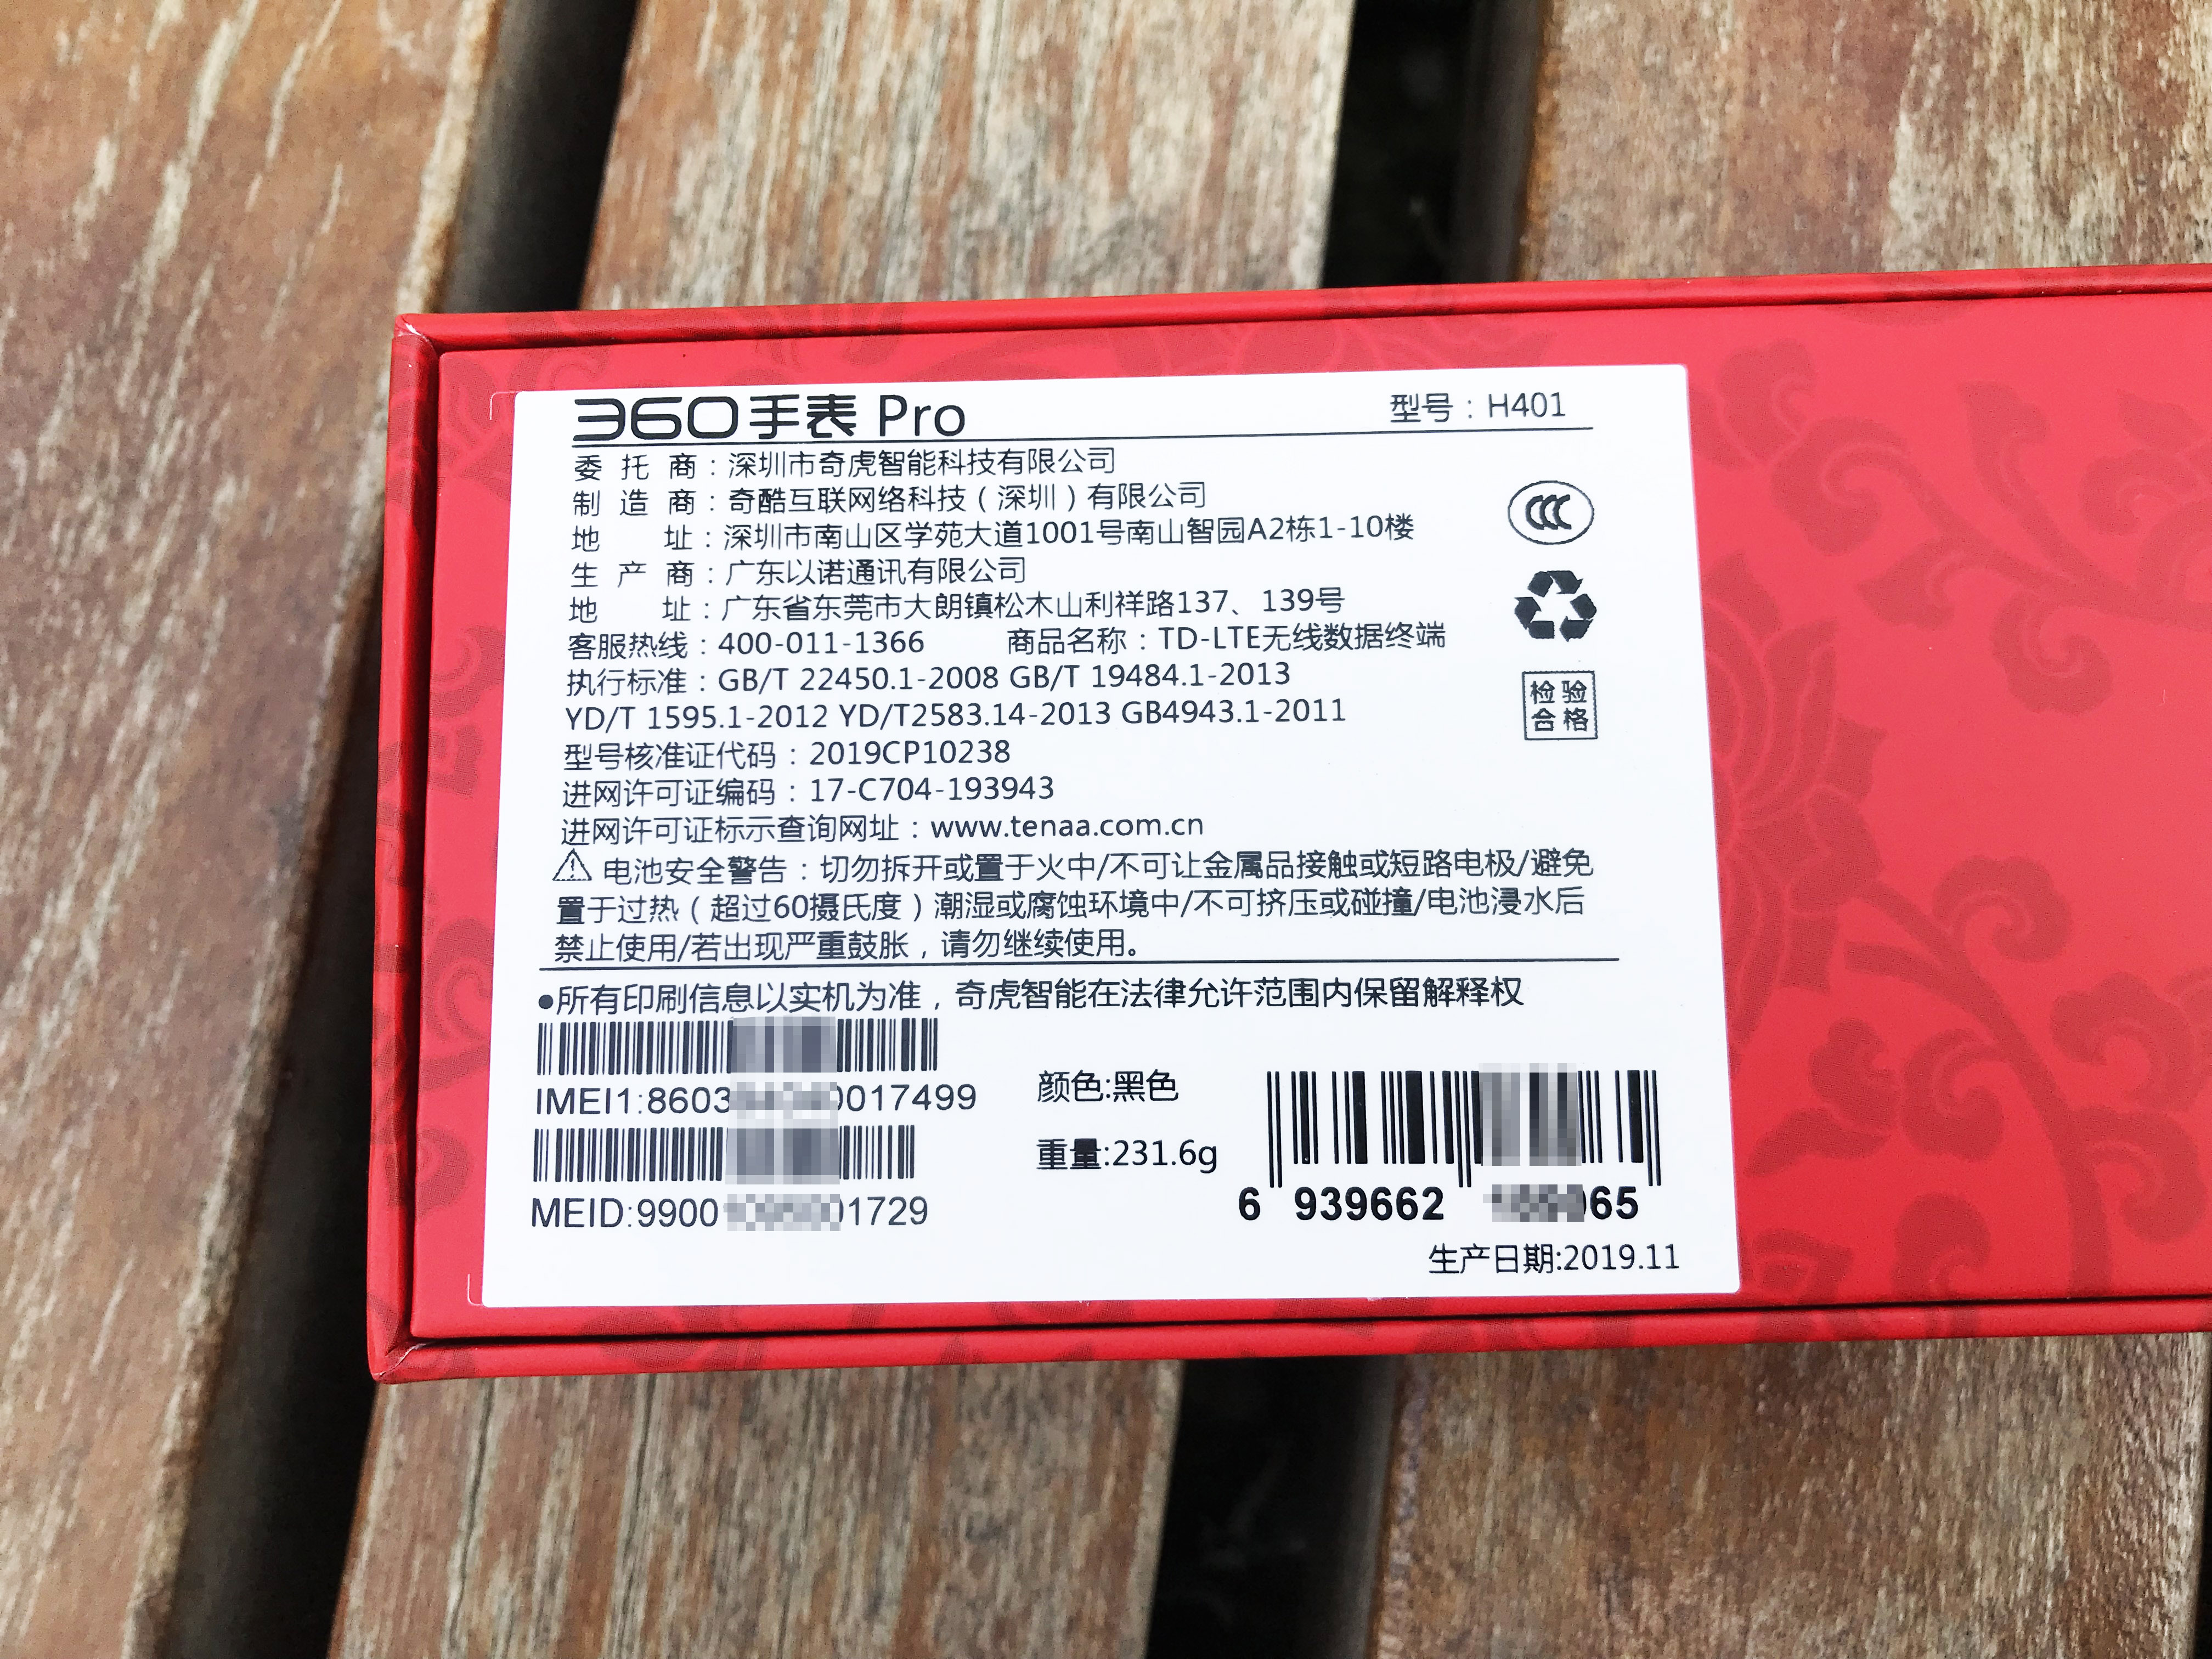 360手表 Pro 型号：H401
委托商：深圳市奇虎智能科技有限公司
制造商：奇酷互联网络科技（深圳）有限公司
地址：深圳市南山区学苑大道1001号南山智园A2栋1-10楼
生产商：广东以诺通讯有限公司
地址：广东省东莞市大朗镇松木山利祥路137、139号
客服热线：400-011-1366 商品名称：TD-LTE无线数据终端
执行标准：GB/T 22450.1-2008 GB/T 19484.1-2013
YD/T 1595.1-2012 YD/T2583.14-2013 GB4943.1-2011
检验
合格
型号核准证代码：2019CP10238
进网许可证编码：17-C704-193943
进网许可证标示查询网址：www.tenaa.com.cn
电池安全警告：切勿拆开或置于火中/不可让金属品接触或短路电极/避免
置于过热（超过60摄氏度）潮湿或腐蚀环境中/不可挤压或碰撞/电池浸水后
禁止使用/若出现严重鼓胀，请勿继续使用。
●所有印刷信息以实机为准，奇虎智能在法律允许范围内保留解释权
IMEI1:8603 0017499
颜色:黑色
重量:231.6g
MEID:9900 01729
6 939662 065
生产日期:2019.11